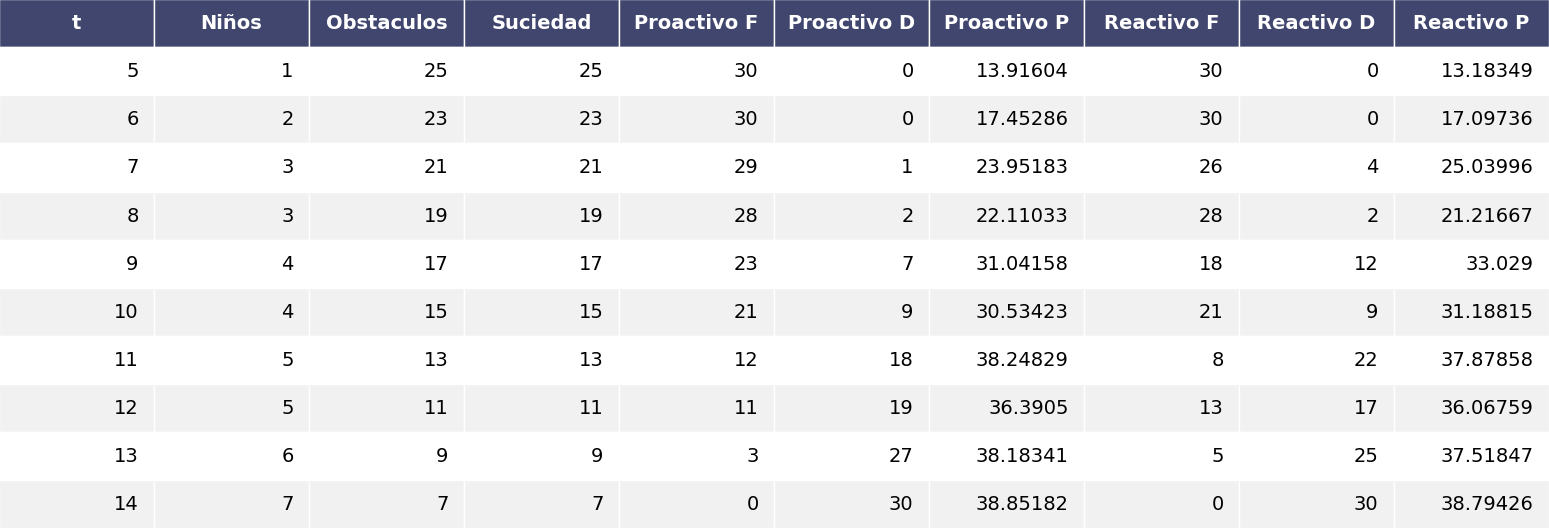 t Niños Obstaculos Suciedad Proactivo F Proactivo D Proactivo P Reactivo F Reactivo D Reactivo P
5 1 25 25 30 0 13.91604 30 0 13.18349
6 2 23 23 30 0 17.45286 30 0 17.09736
7 3 21 21 29 1 23.95183 26 4 25.03996
8 3 19 19 28 2 22.11033 28 2 21.21667
9 4 17 17 23 7 31.04158 18 12 33.029
10 4 15 15 21 9 30.53423 21 9 31.18815
11 5 13 13 12 18 38.24829 8 22 37.87858
12 5 11 11 11 19 36.3905 13 17 36.06759
13 6 9 9 3 27 38.18341 5 25 37.51847
14 7 7 7 0 30 38.85182 0 30 38.79426